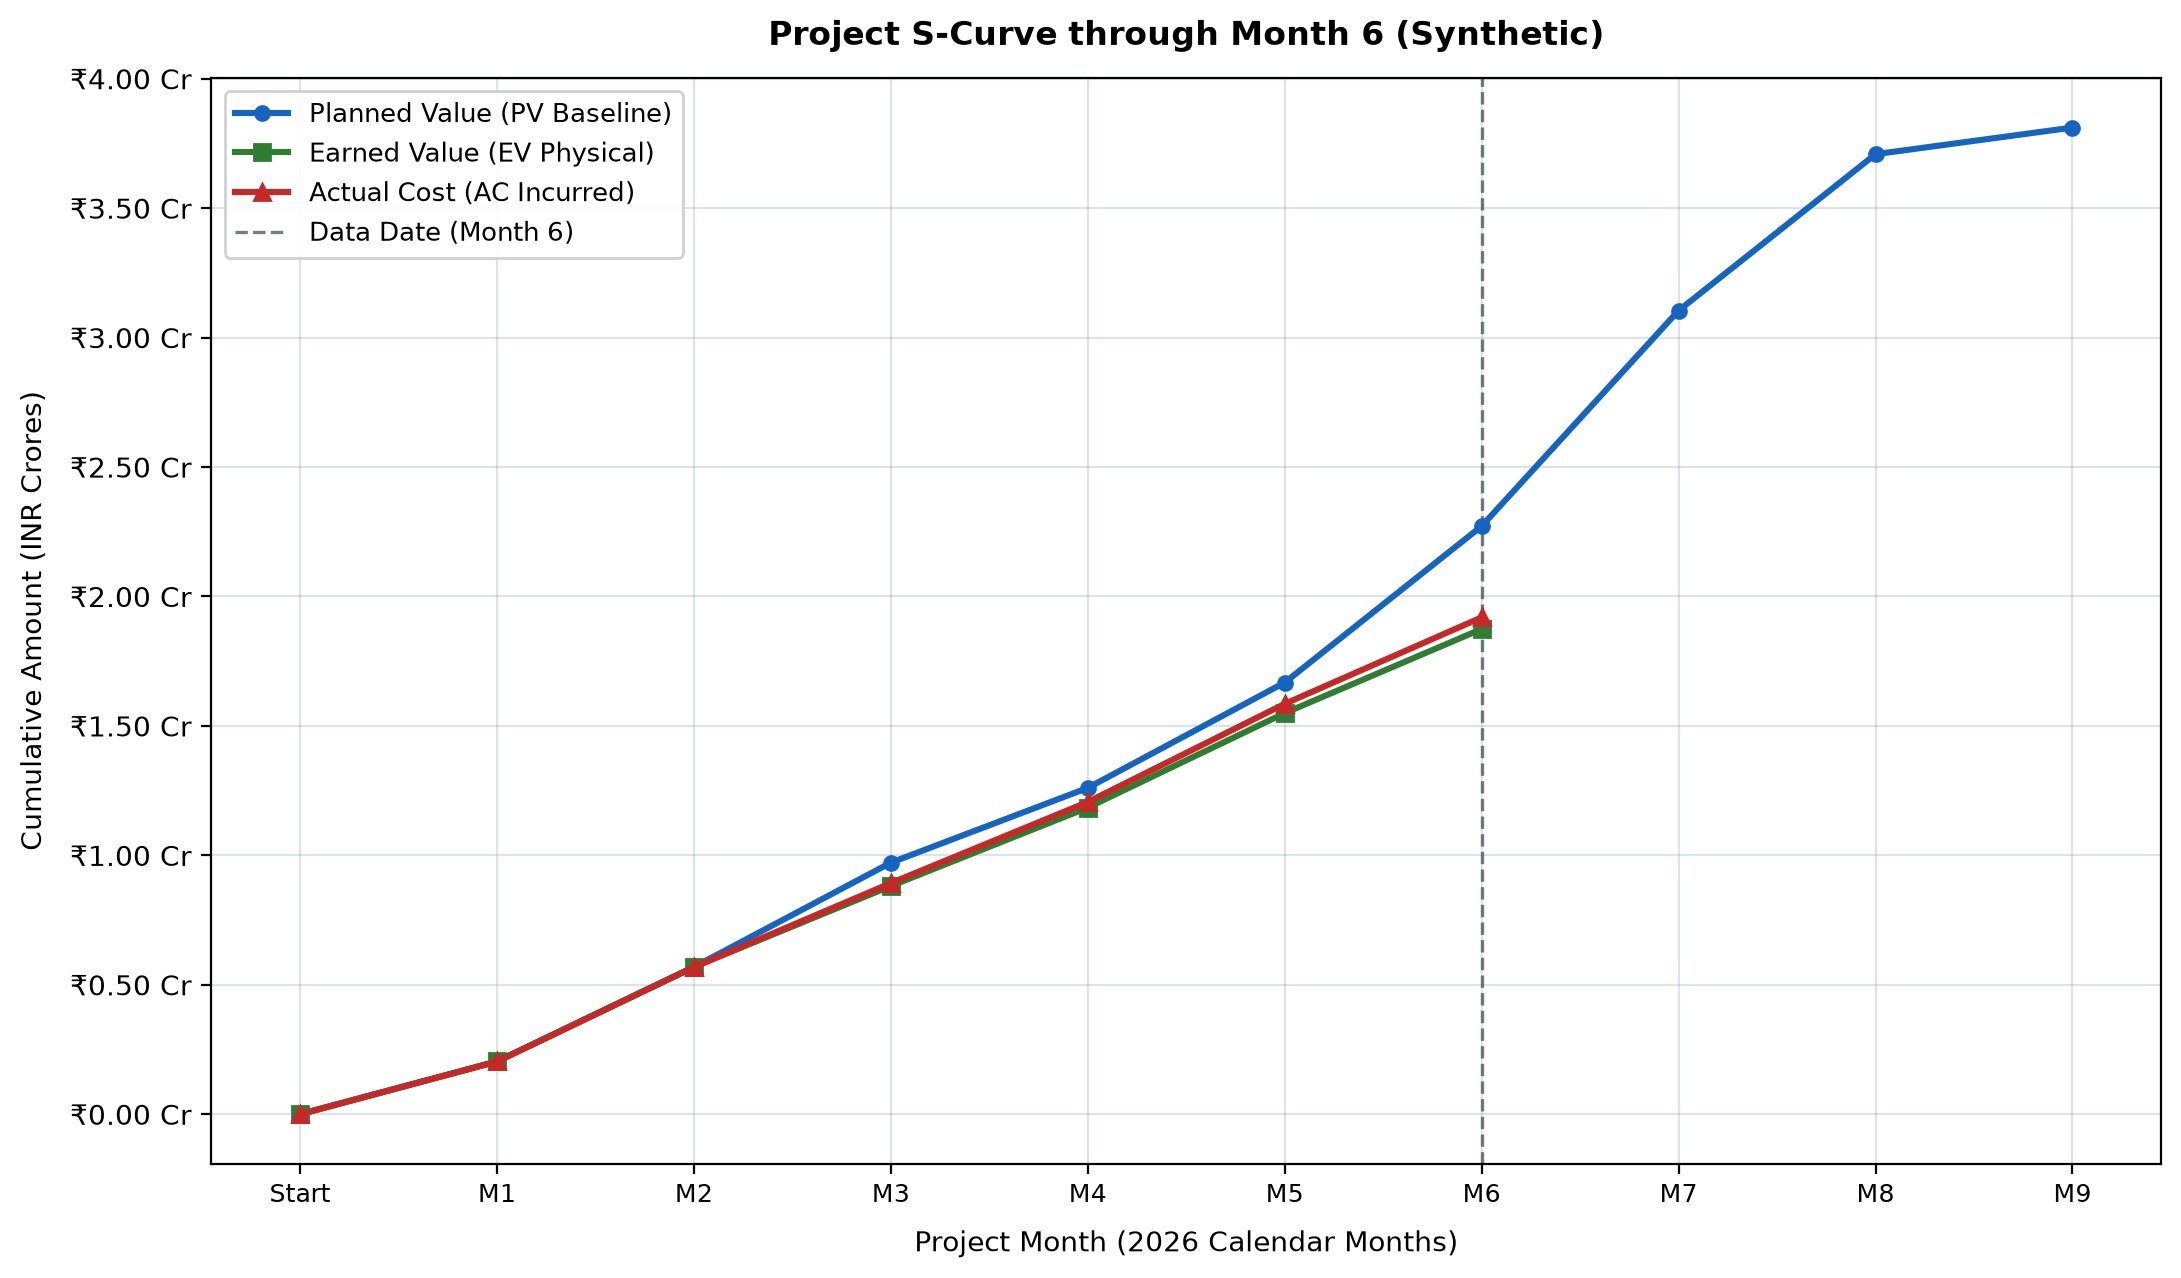 Project S-Curve through Month 6 (Synthetic)
₹4.00 Cr
₹3.50 Cr
₹3.00 Cr
₹2.50 Cr
₹2.00 Cr
₹1.50 Cr
₹1.00 Cr
₹0.50 Cr
₹0.00 Cr
Cumulative Amount (INR Crores)
Planned Value (PV Baseline)
Earned Value (EV Physical)
Actual Cost (AC Incurred)
Data Date (Month 6)
Start M1 M2 M3 M4 M5 M6 M7 M8 M9
Project Month (2026 Calendar Months)